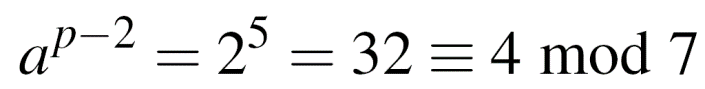 a^{p−2} = 2^5 = 32 ≡ 4 mod 7